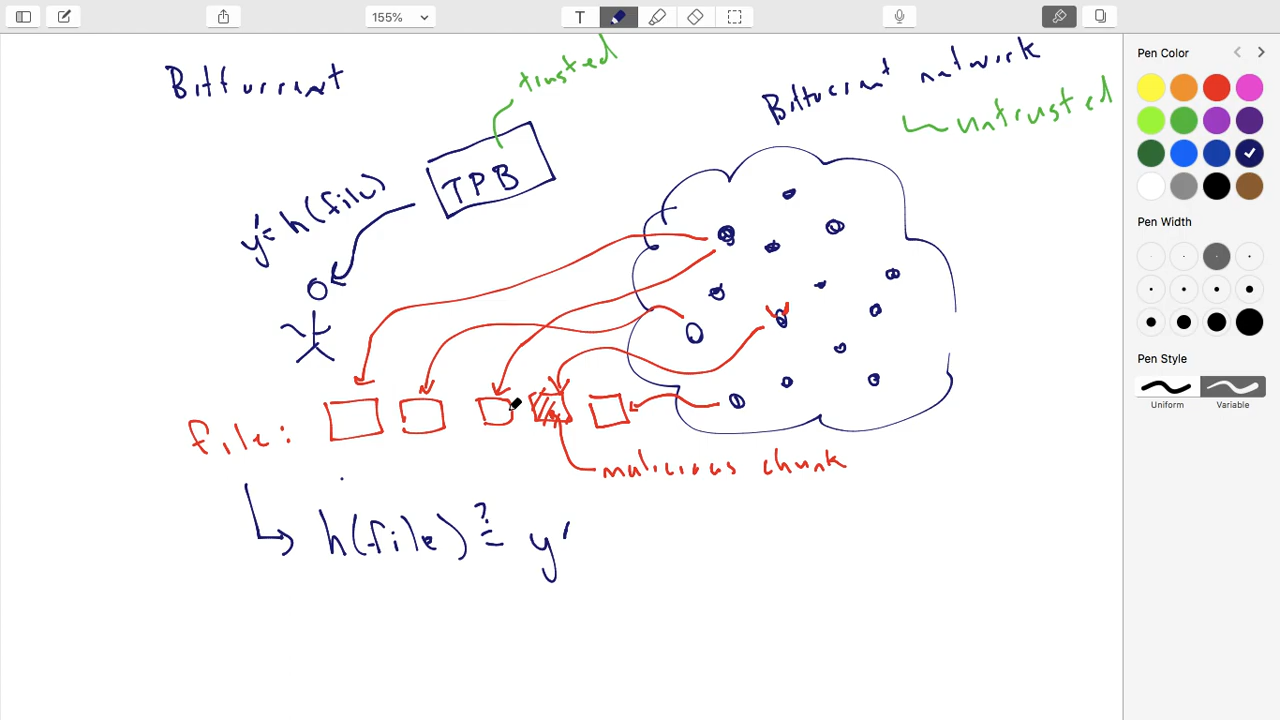 155%
T
Pen Color
Pen Width
Pen Style
Uniform
Variable
Bittorrent
trusted
TPB
Bittorrent network
untrusted
y' = h(file)
file:
malicious chunk
h(file) ?= y'